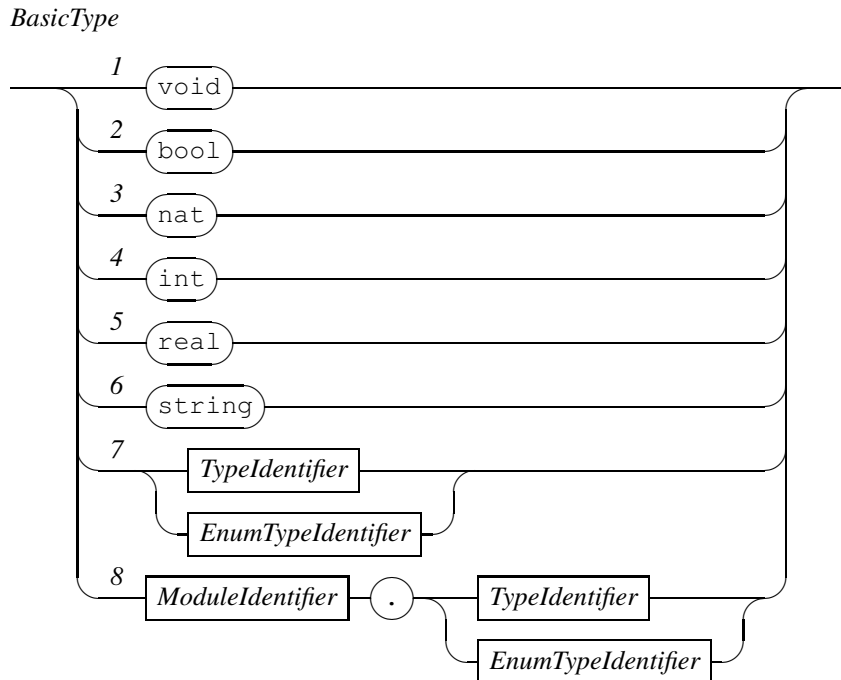 BasicType
1 void
2 bool
3 nat
4 int
5 real
6 string
7 TypeIdentifier
EnumTypeIdentifier
8 ModuleIdentifier . TypeIdentifier
EnumTypeIdentifier